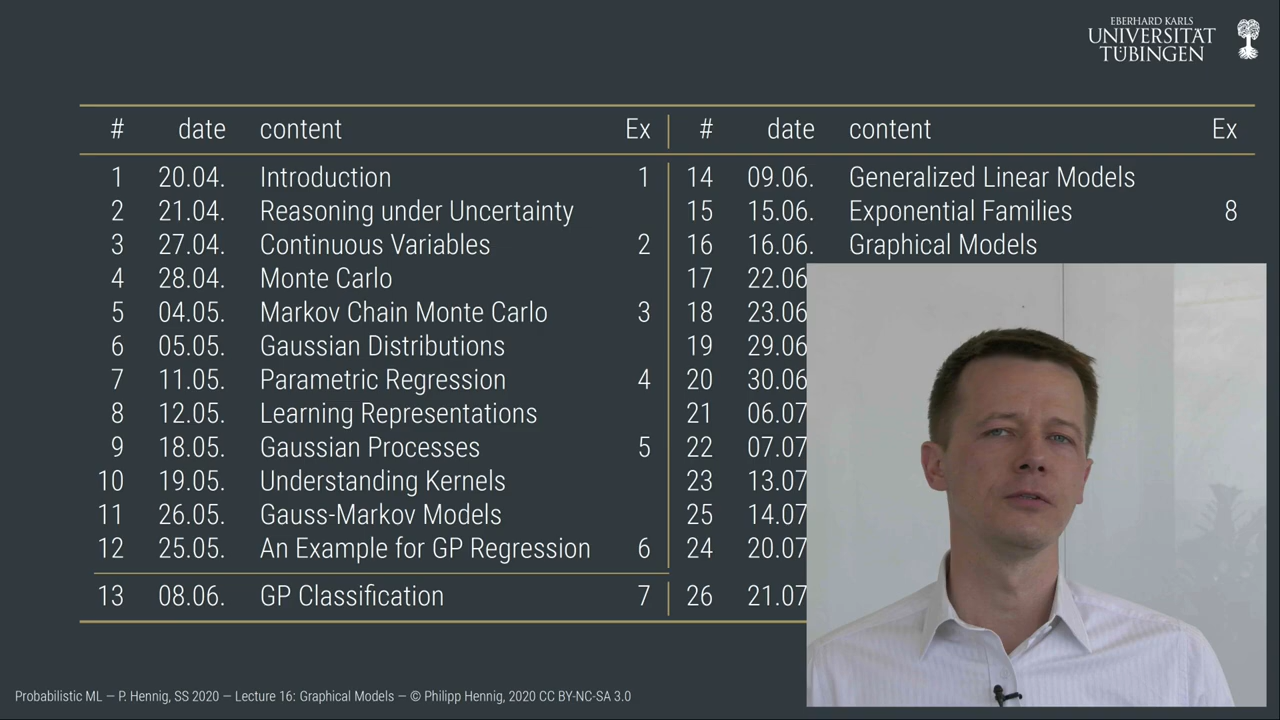 EBERHARD KARLS
UNIVERSITÄT
TÜBINGEN
# date content Ex # date content Ex
1 20.04. Introduction 1 14 09.06. Generalized Linear Models
2 21.04. Reasoning under Uncertainty 15 15.06. Exponential Families 8
3 27.04. Continuous Variables 2 16 16.06. Graphical Models
4 28.04. Monte Carlo 17 22.06
5 04.05. Markov Chain Monte Carlo 3 18 23.06
6 05.05. Gaussian Distributions 19 29.06
7 11.05. Parametric Regression 4 20 30.06
8 12.05. Learning Representations 21 06.07
9 18.05. Gaussian Processes 5 22 07.07
10 19.05. Understanding Kernels 23 13.07
11 26.05. Gauss-Markov Models 25 14.07
12 25.05. An Example for GP Regression 6 24 20.07
13 08.06. GP Classification 7 26 21.07
Probabilistic ML — P. Hennig, SS 2020 — Lecture 16: Graphical Models — © Philipp Hennig, 2020 CC BY-NC-SA 3.0